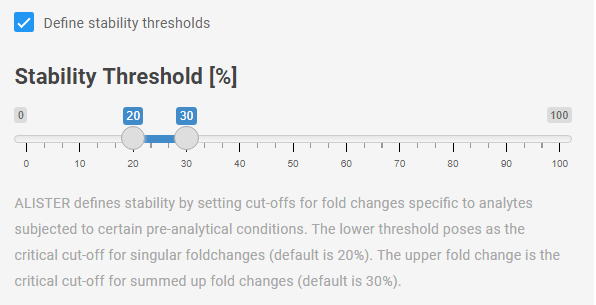 Define stability thresholds
Stability Threshold [%]
0 20 30 100
0 10 20 30 40 50 60 70 80 90 100
ALISTER defines stability by setting cut-offs for fold changes specific to analytes
subjected to certain pre-analytical conditions. The lower threshold poses as the
critical cut-off for singular foldchanges (default is 20%). The upper fold change is the
critical cut-off for summed up fold changes (default is 30%).